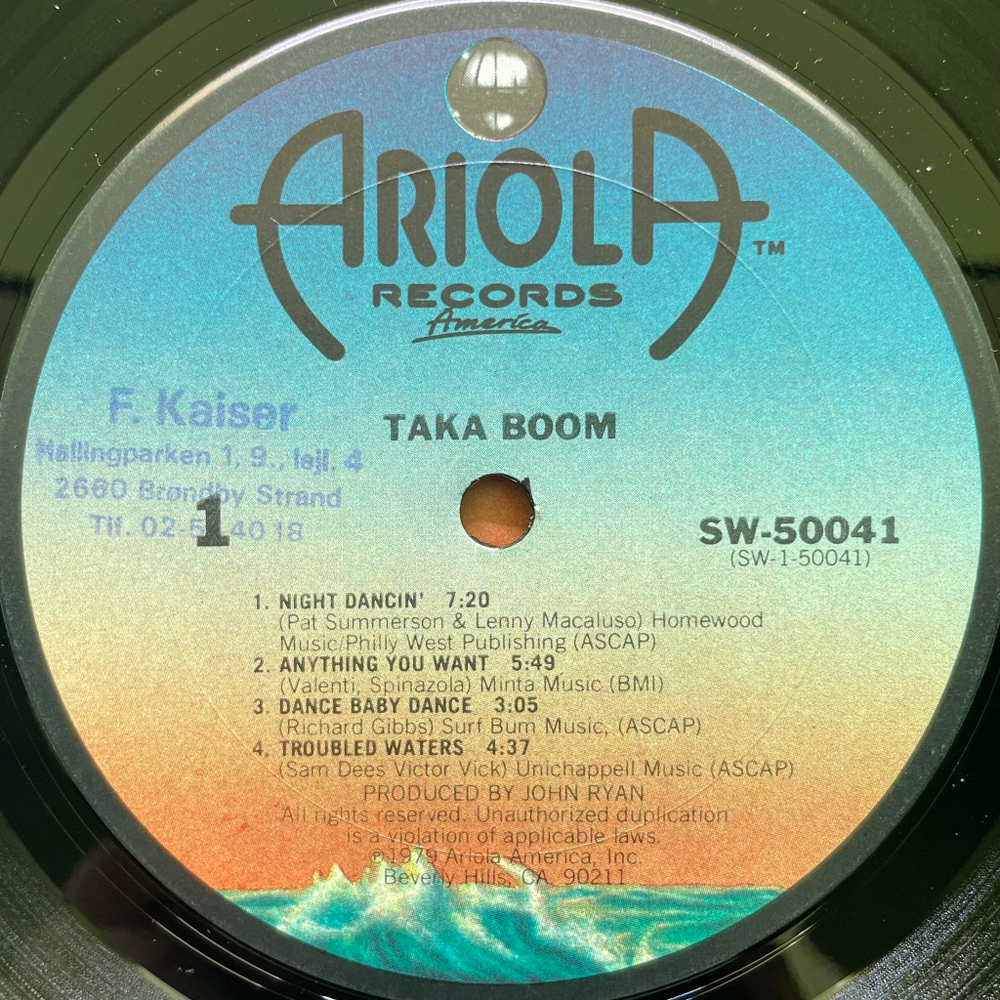 ARIOLA
TM
RECORDS
America
TAKA BOOM
F. Kaiser
Hallingparken 1, 9., lejl. 4
2660 Brøndby Strand
Tlf. 02-5 40 18
1
SW-50041
(SW-1-50041)
1. NIGHT DANCIN' 7:20
(Pat Summerson & Lenny Macaluso) Homewood
Music/Philly West Publishing (ASCAP)
2. ANYTHING YOU WANT 5:49
(Valenti, Spinazola) Minta Music (BMI)
3. DANCE BABY DANCE 3:05
(Richard Gibbs) Surf Bum Music, (ASCAP)
4. TROUBLED WATERS 4:37
(Sam Dees Victor Vick) Unichappell Music (ASCAP)
PRODUCED BY JOHN RYAN
All rights reserved. Unauthorized duplication
is a violation of applicable laws.
©1979 Ariola America, Inc.
Beverly Hills, CA 90211